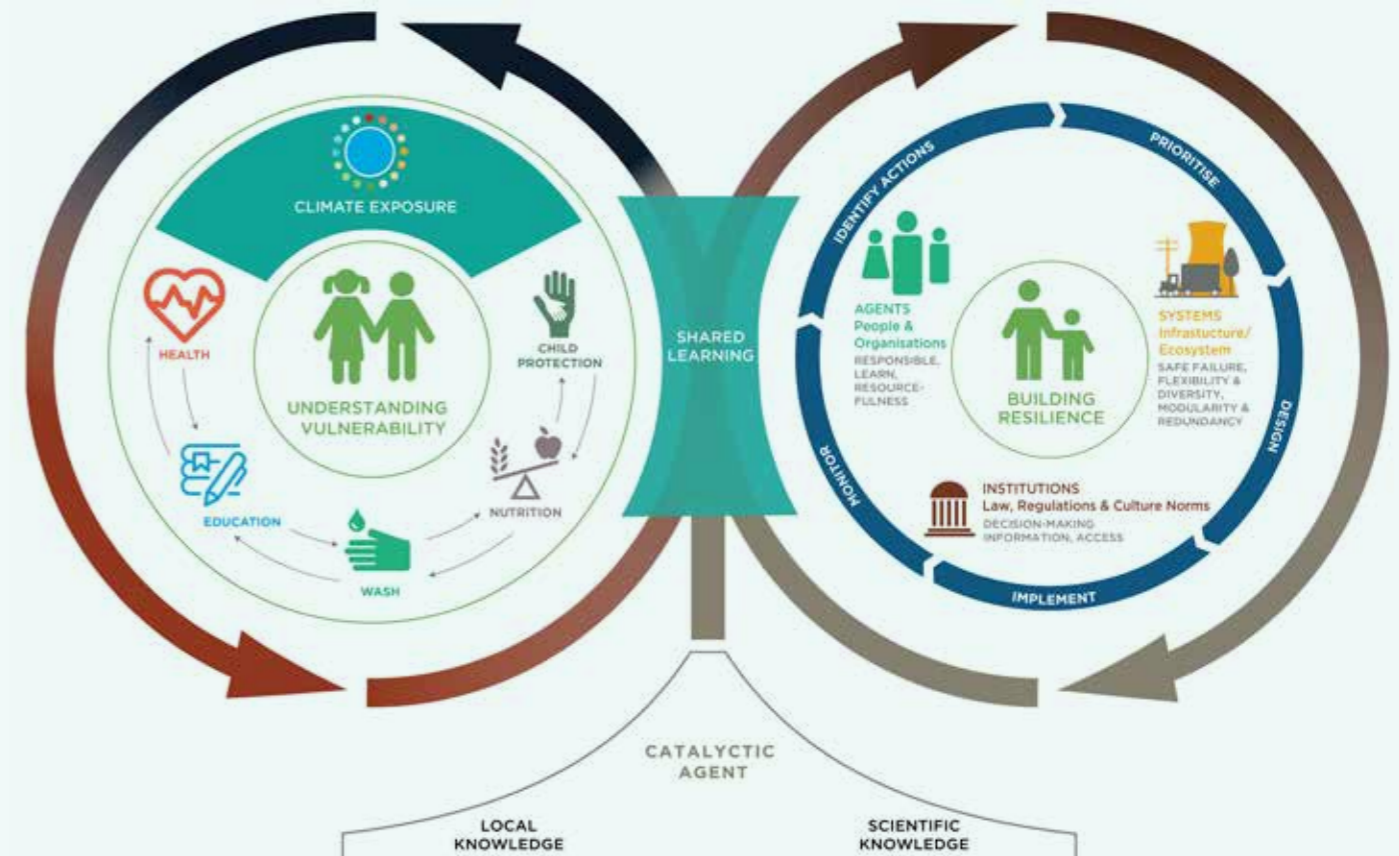 CLIMATE EXPOSURE
HEALTH
CHILD
PROTECTION
UNDERSTANDING
VULNERABILITY
EDUCATION
NUTRITION
WASH
SHARED
LEARNING
IDENTIFY ACTIONS
PRIORITISE
DESIGN
IMPLEMENT
MONITOR
AGENTS
People &
Organisations
RESPONSIBLE,
LEARN,
RESOURCE-
FULNESS
BUILDING
RESILIENCE
SYSTEMS
Infrastucture/
Ecosystem
SAFE FAILURE,
FLEXIBILITY &
DIVERSITY,
MODULARITY &
REDUNDANCY
INSTITUTIONS
Law, Regulations & Culture Norms
DECISION-MAKING
INFORMATION, ACCESS
CATALYCTIC
AGENT
LOCAL
KNOWLEDGE
SCIENTIFIC
KNOWLEDGE